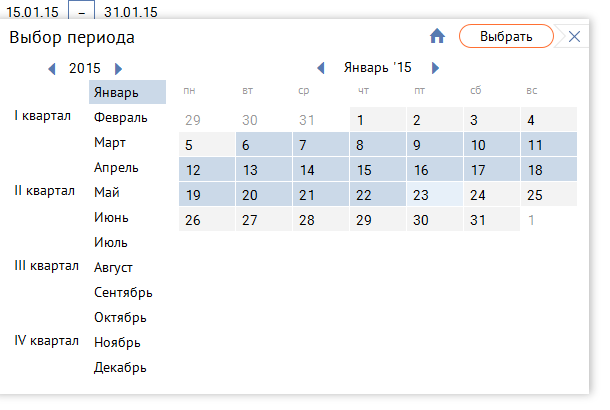 15.01.15 – 31.01.15
Выбор периода
Выбрать
2015
Январь
I квартал
Февраль
Март
Апрель
II квартал
Май
Июнь
Июль
III квартал
Август
Сентябрь
Октябрь
IV квартал
Ноябрь
Декабрь
Январь '15
пн вт ср чт пт сб вс
29 30 31 1 2 3 4
5 6 7 8 9 10 11
12 13 14 15 16 17 18
19 20 21 22 23 24 25
26 27 28 29 30 31 1